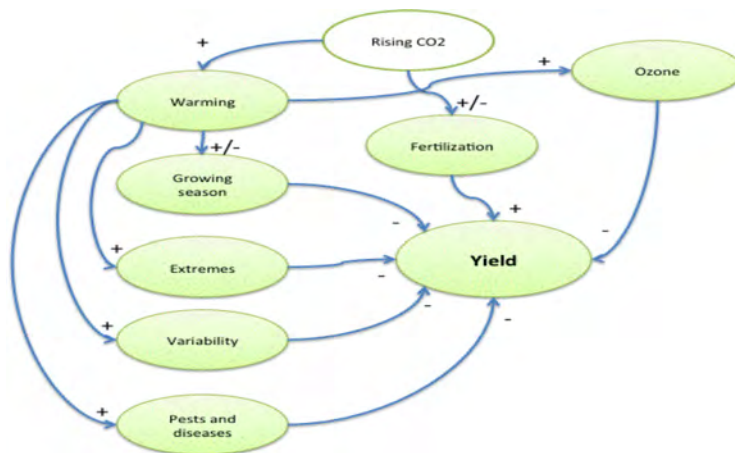 Rising CO2
+
+
Ozone
Warming
+/-
+/-
Fertilization
Growing
season
-
+
-
Yield
+
Extremes
-
-
+
Variability
-
+
Pests and
diseases